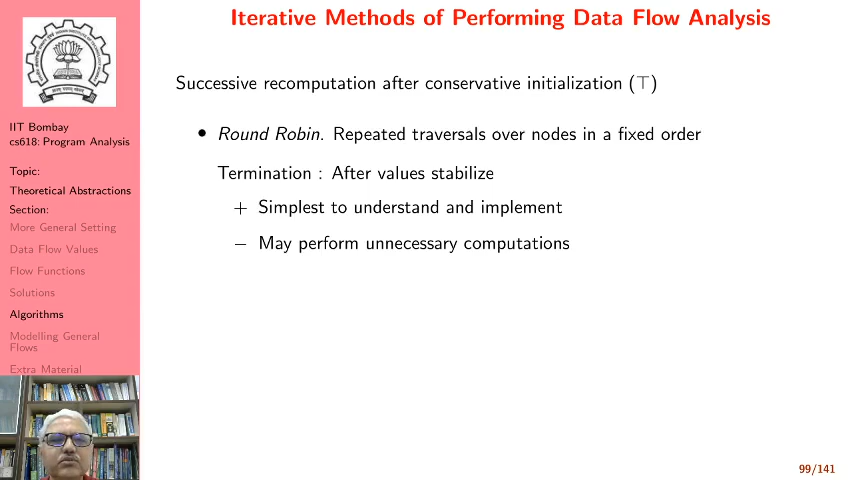 Iterative Methods of Performing Data Flow Analysis
IIT Bombay
cs618: Program Analysis
Topic:
Theoretical Abstractions
Section:
More General Setting
Data Flow Values
Flow Functions
Solutions
Algorithms
Modelling General
Flows
Extra Material
Successive recomputation after conservative initialization (⊤)
• Round Robin. Repeated traversals over nodes in a fixed order
Termination : After values stabilize
+ Simplest to understand and implement
− May perform unnecessary computations
99/141